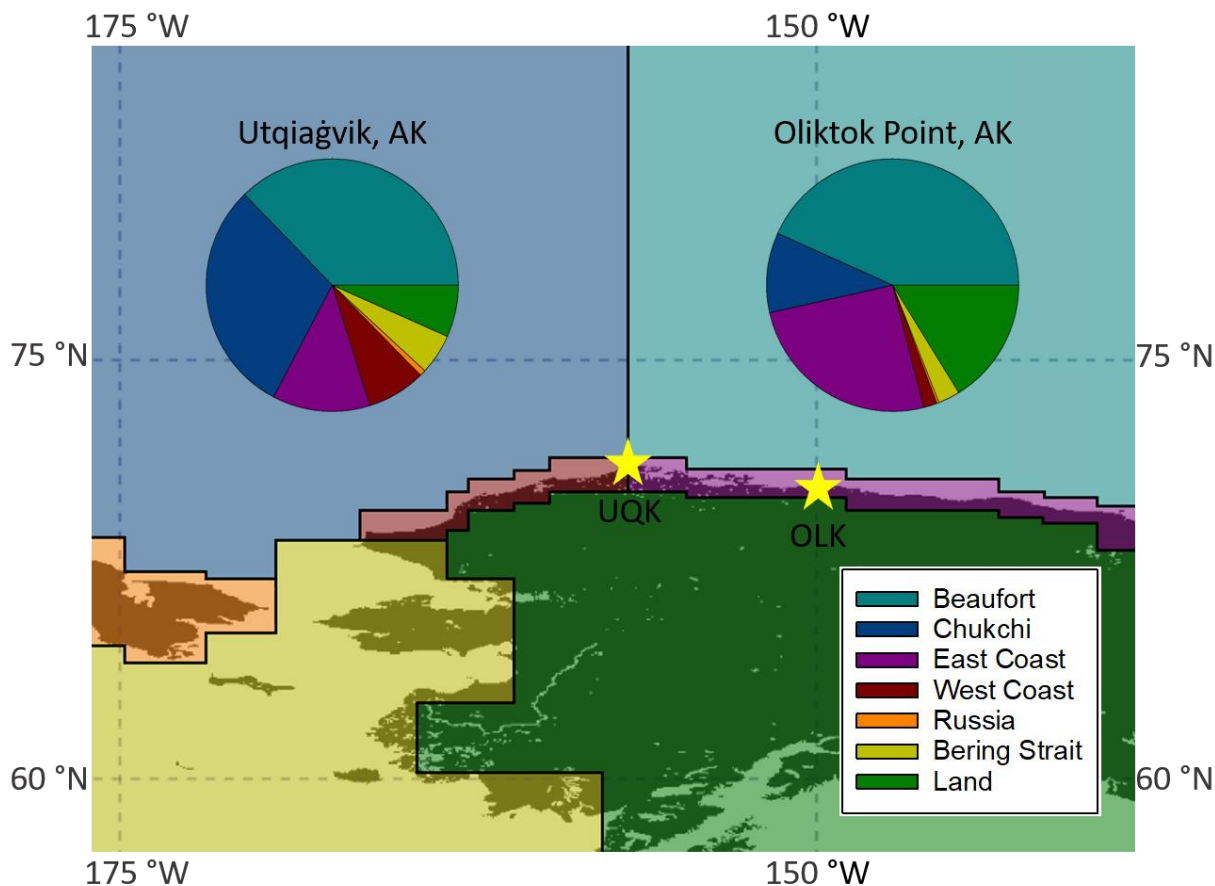 175 °W
150 °W
Utqiaġvik, AK
Oliktok Point, AK
75 °N
75 °N
UQK
OLK
Beaufort
Chukchi
East Coast
West Coast
Russia
Bering Strait
Land
60 °N
60 °N
175 °W
150 °W